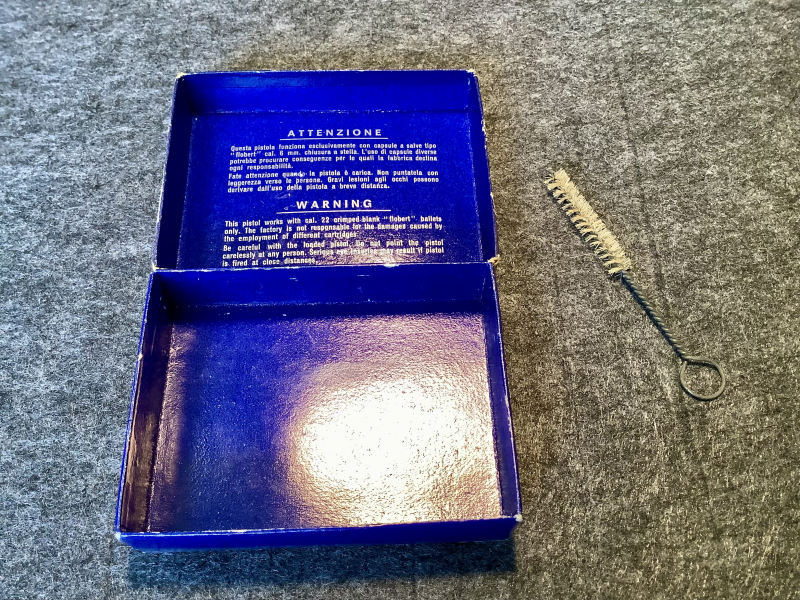 ATTENZIONE
Questa pistola funziona esclusivamente con capsule a salve tipo
"flobert" cal. 6 mm. chiusura a stella. L'uso di capsule diverse
potrebbe procurare conseguenze per le quali la fabbrica declina
ogni responsabilità.
Fate attenzione quando la pistola è carica. Non puntatela con
leggerezza verso le persone. Gravi lesioni agli occhi possono
derivare dall'uso della pistola a breve distanza.
WARNING
This pistol works with cal. 22 crimped blank "flobert" ballets
only. The factory is not responsible for the damages caused by
the employment of different cartridges.
Be careful with the loaded pistol. Do not point the pistol
carelessly at any person. Serious eye injuries may result if pistol
is fired at close distances.